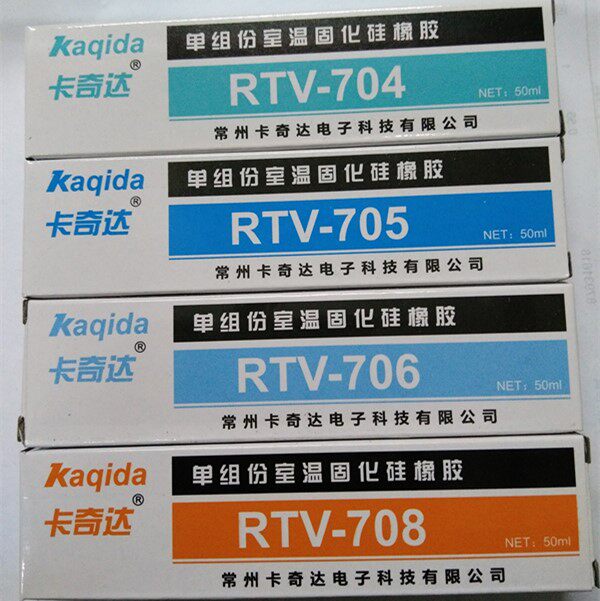 Kaqida
卡奇达®
单组份室温固化硅橡胶
RTV-704
NET: 50ml
常州卡奇达电子科技有限公司
Kaqida
卡奇达®
单组份室温固化硅橡胶
RTV-705
NET: 50ml
常州卡奇达电子科技有限公司
Kaqida
卡奇达®
单组份室温固化硅橡胶
RTV-706
NET: 50ml
常州卡奇达电子科技有限公司
Kaqida
卡奇达®
单组份室温固化硅橡胶
RTV-708
NET: 50ml
常州卡奇达电子科技有限公司